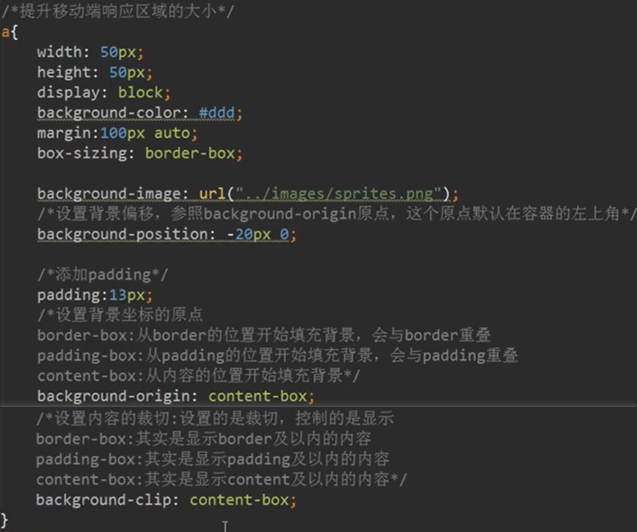 /*提升移动端响应区域的大小*/
a{
width: 50px;
height: 50px;
display: block;
background-color: #ddd;
margin:100px auto;
box-sizing: border-box;
background-image: url("../images/sprites.png");
/*设置背景偏移，参照background-origin原点，这个原点默认在容器的左上角*/
background-position: -20px 0;
/*添加padding*/
padding:13px;
/*设置背景坐标的原点
border-box:从border的位置开始填充背景，会与border重叠
padding-box:从padding的位置开始填充背景，会与padding重叠
content-box:从内容的位置开始填充背景*/
background-origin: content-box;
/*设置内容的裁切:设置的是裁切，控制的是显示
border-box:其实是显示border及以内的内容
padding-box:其实是显示padding及以内的内容
content-box:其实是显示content及以内的内容*/
background-clip: content-box;
}